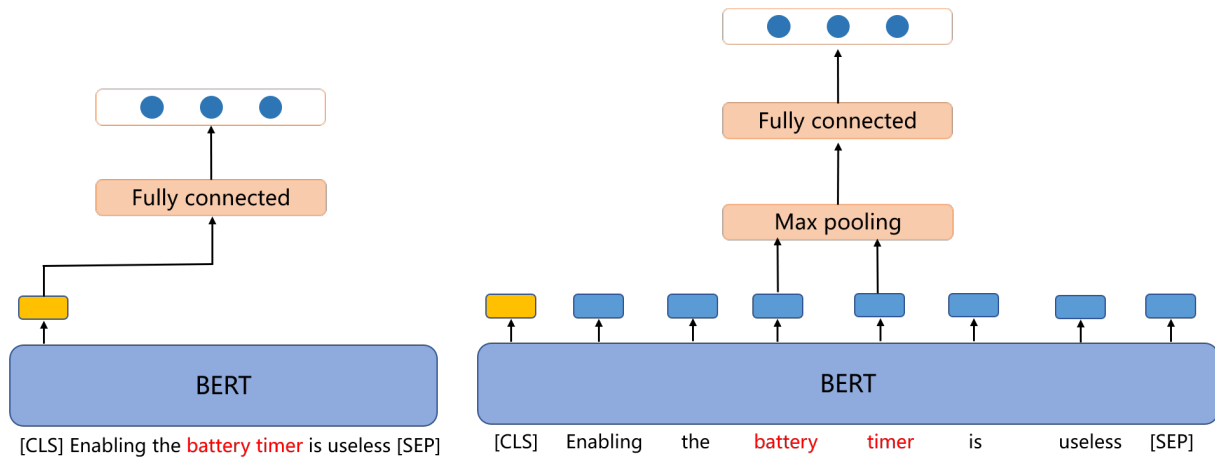 Fully connected
BERT
[CLS] Enabling the battery timer is useless [SEP]
Fully connected
Max pooling
BERT
[CLS] Enabling the battery timer is useless [SEP]